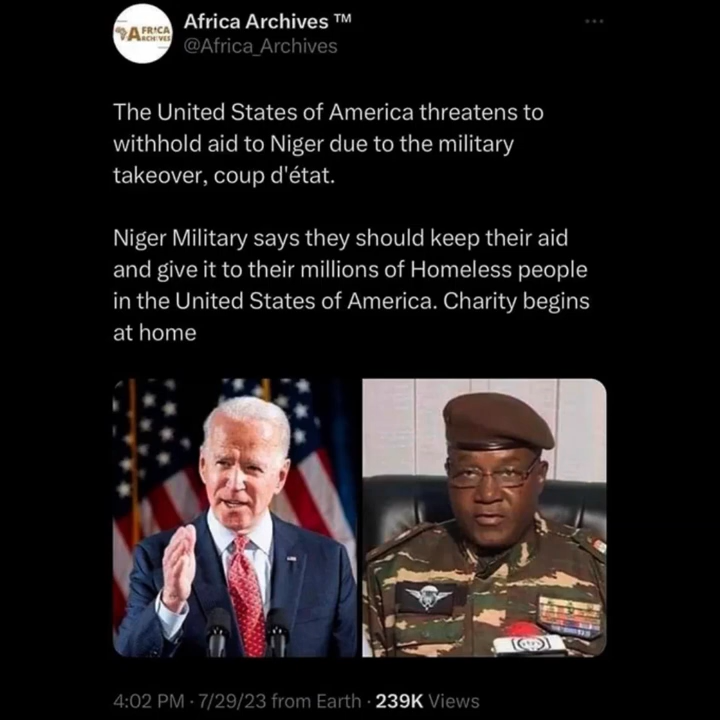 AFRICA
ARCHIVES
Africa Archives ™
@Africa_Archives
The United States of America threatens to
withhold aid to Niger due to the military
takeover, coup d'état.
Niger Military says they should keep their aid
and give it to their millions of Homeless people
in the United States of America. Charity begins
at home
4:02 PM · 7/29/23 from Earth · 239K Views